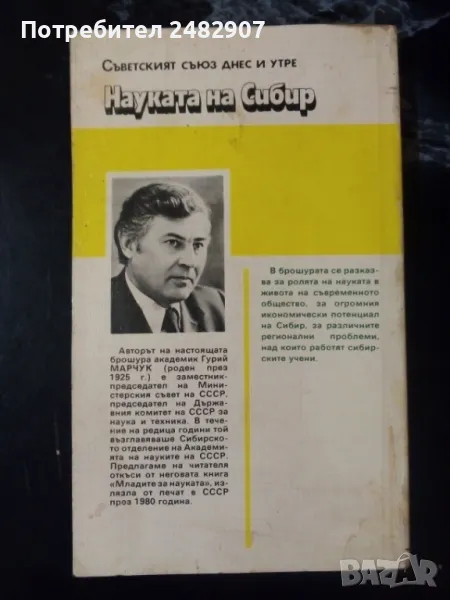 Потребител 2482907
Съветският съюз днес и утре
Науката на Сибир
В брошурата се разказ-
ва за ролята на науката в
живота на съвременното
общество, за огромния
икономически потенциал
на Сибир, за различните
регионални проблеми,
над които работят сибир-
ските учени.
Авторът на настоящата
брошура академик Гурий
МАРЧУК (роден през
1925 г.) е заместник-
председател на Мини-
стерския съвет на СССР,
председател на Държав-
ния комитет на СССР за
наука и техника. В тече-
ние на редица години той
възглавяваше Сибирско-
то отделение на Академи-
ята на науките на СССР.
Предлагаме на читателя
откъси от неговата книга
«Младите за науката», из-
лязла от печат в СССР
през 1980 година.
BAZAR
bg